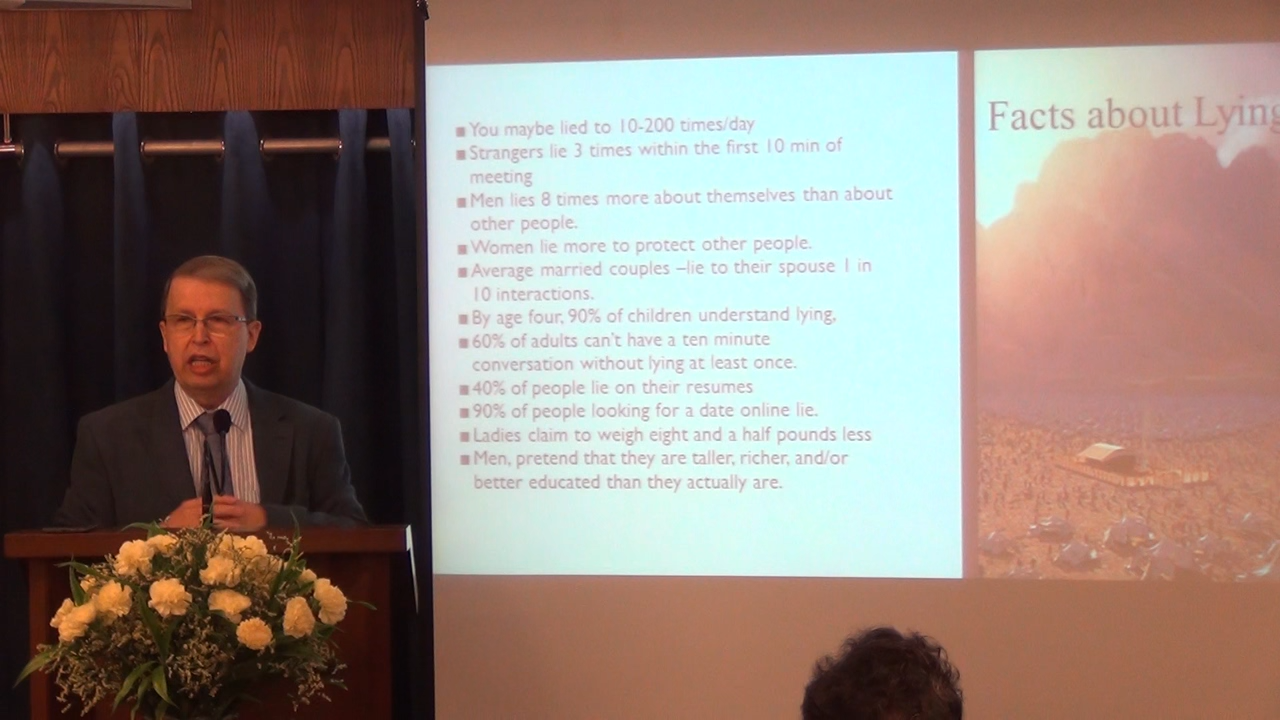 Facts about Lying
■ You maybe lied to 10-200 times/day
■ Strangers lie 3 times within the first 10 min of
meeting
■ Men lies 8 times more about themselves than about
other people.
■ Women lie more to protect other people.
■ Average married couples –lie to their spouse 1 in
10 interactions.
■ By age four, 90% of children understand lying,
■ 60% of adults can't have a ten minute
conversation without lying at least once.
■ 40% of people lie on their resumes
■ 90% of people looking for a date online lie.
■ Ladies claim to weigh eight and a half pounds less
■ Men, pretend that they are taller, richer, and/or
better educated than they actually are.